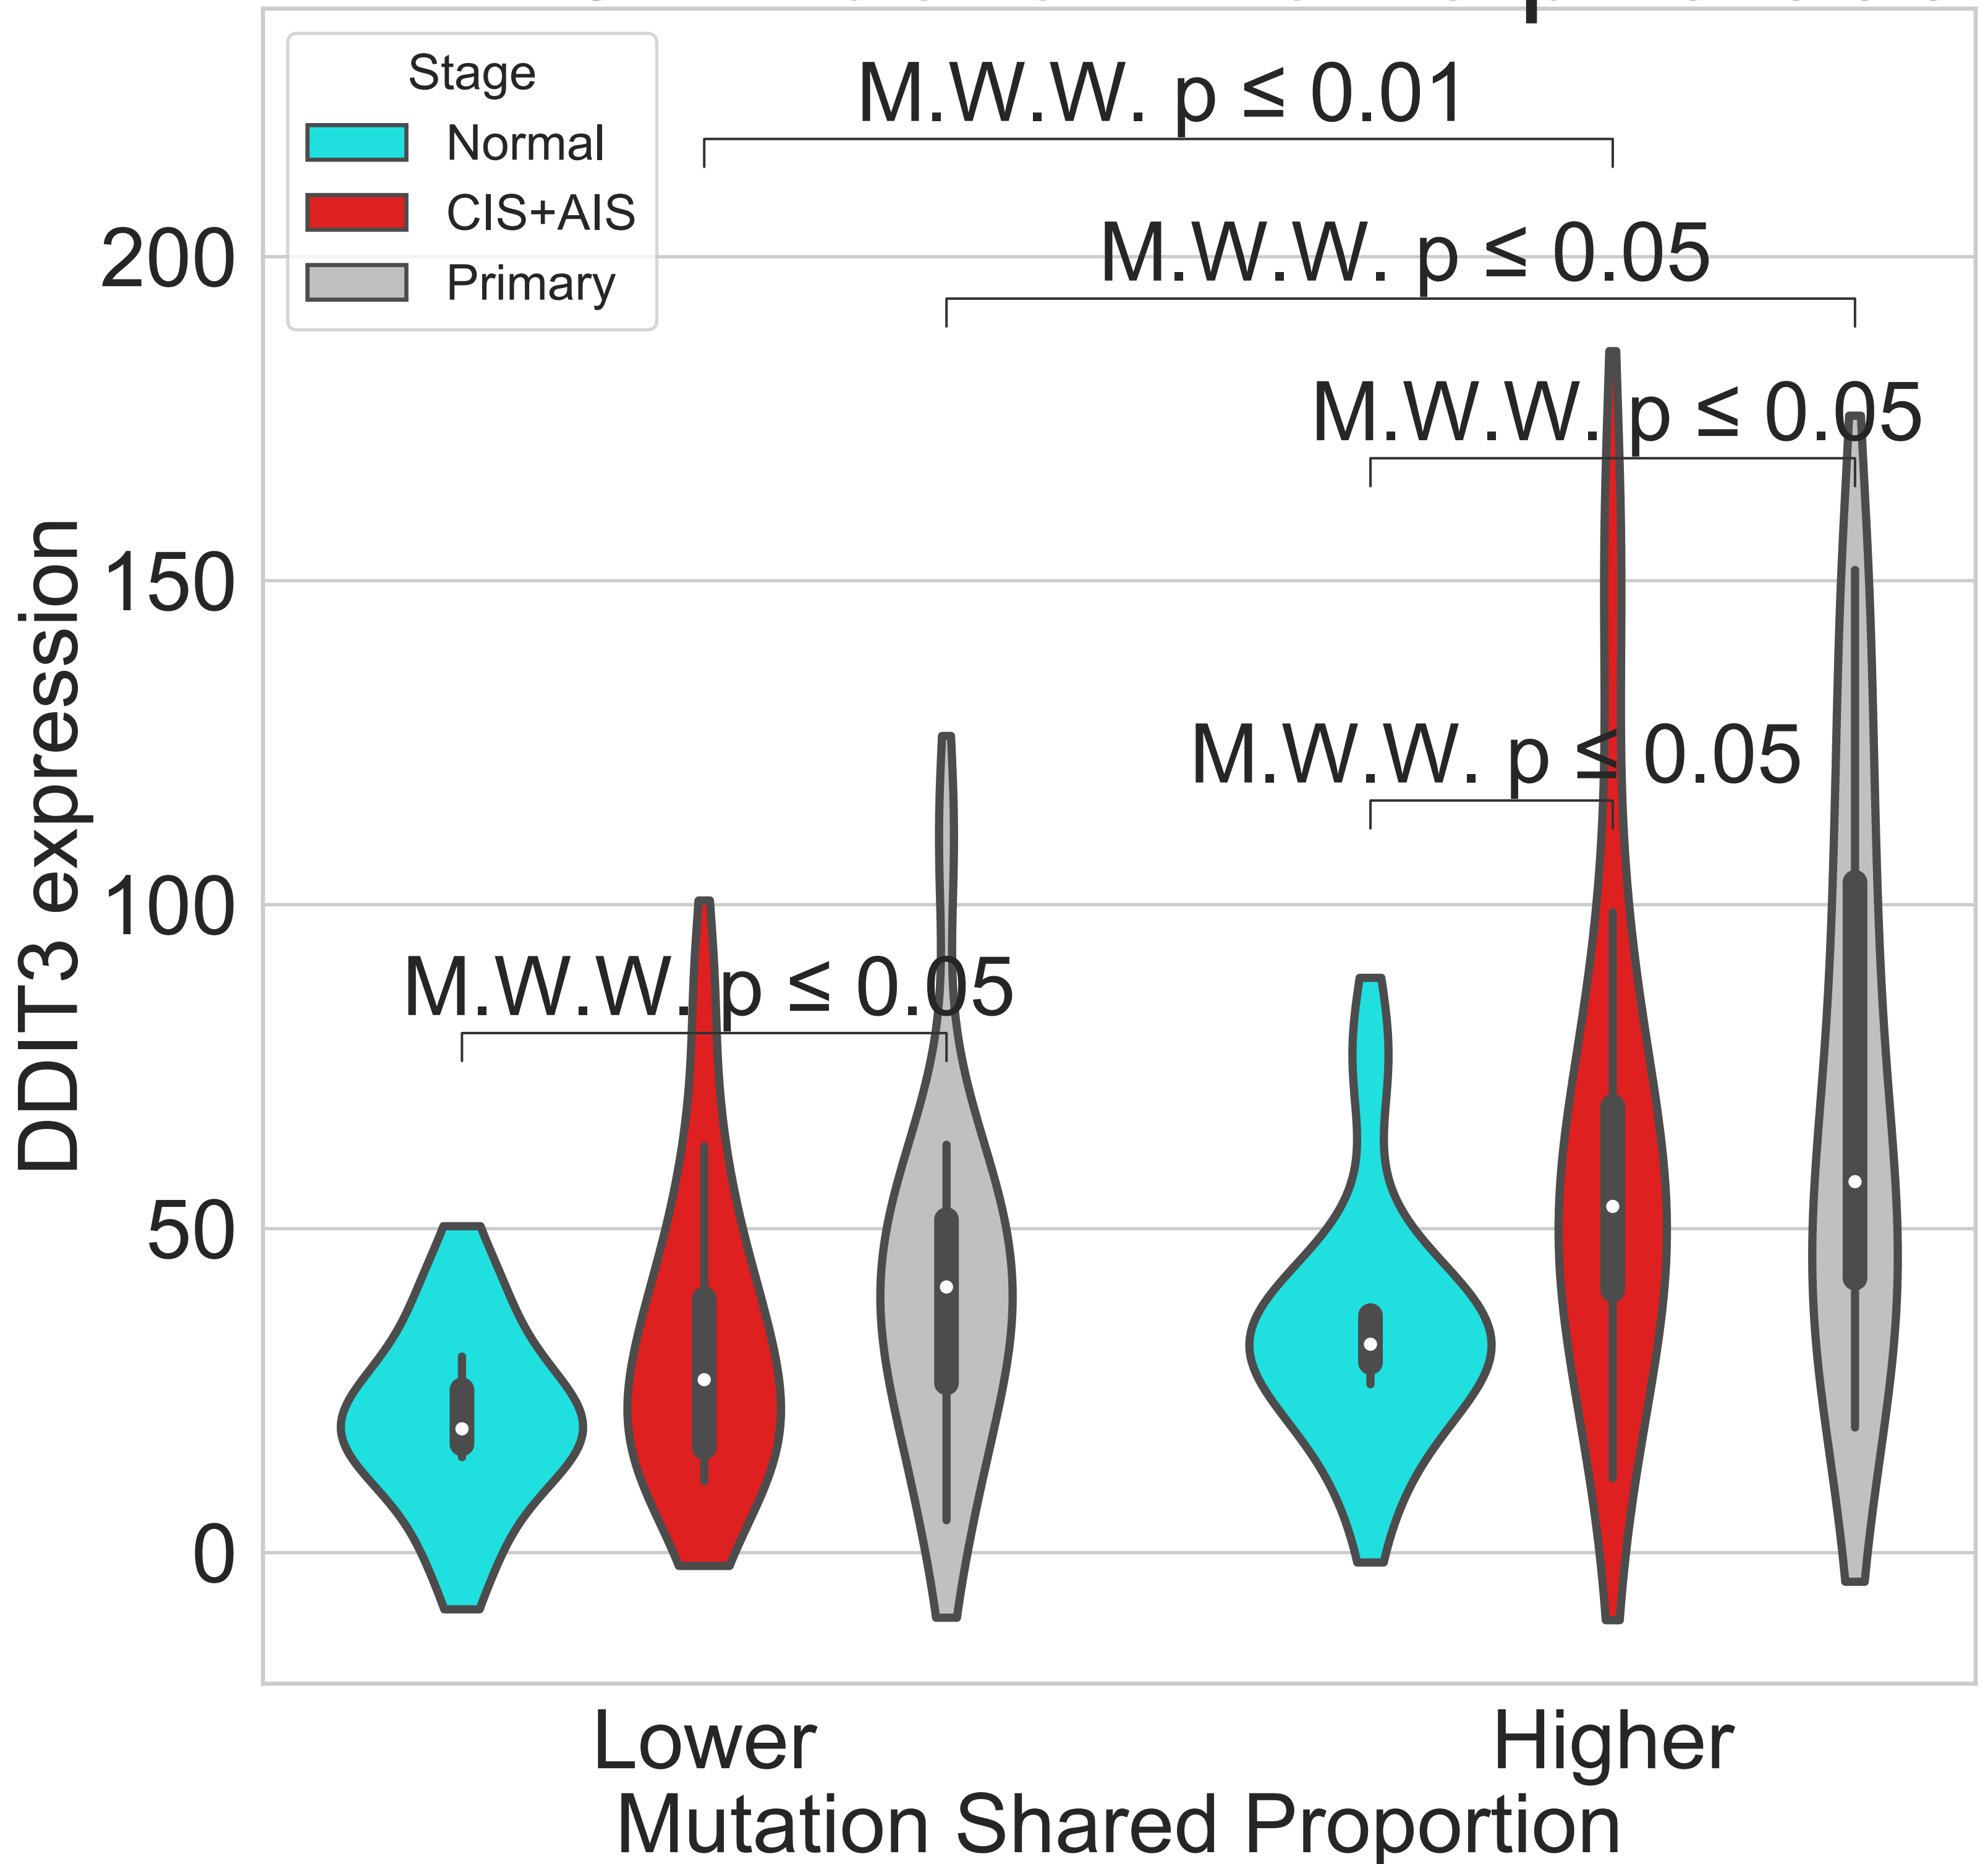 Stage
Normal
CIS+AIS
Primary
M.W.W. p ≤ 0.01
M.W.W. p ≤ 0.05
M.W.W. p ≤ 0.05
M.W.W. p ≤ 0.05
M.W.W. p ≤ 0.05
DDIT3 expression
200
150
100
50
0
Lower
Higher
Mutation Shared Proportion